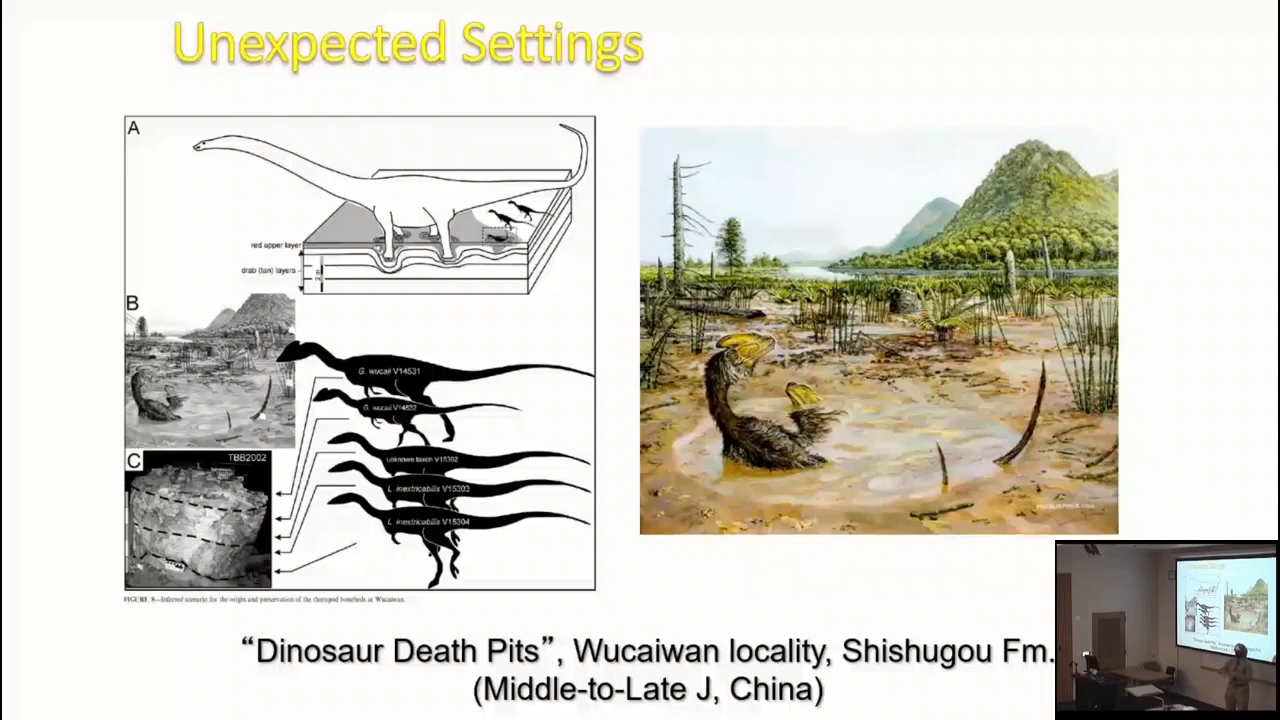 Unexpected Settings
A
red upper layer
drab (tan) layers
B
G. wucaii V14531
G. wucaii V14532
unknown taxon V15302
L. inextricabilis V15303
L. inextricabilis V15304
C
TBB2002
FIGURE 8—Inferred scenario for the origin and preservation of the theropod bonebeds at Wucaiwan.
“Dinosaur Death Pits”, Wucaiwan locality, Shishugou Fm.
(Middle-to-Late J, China)